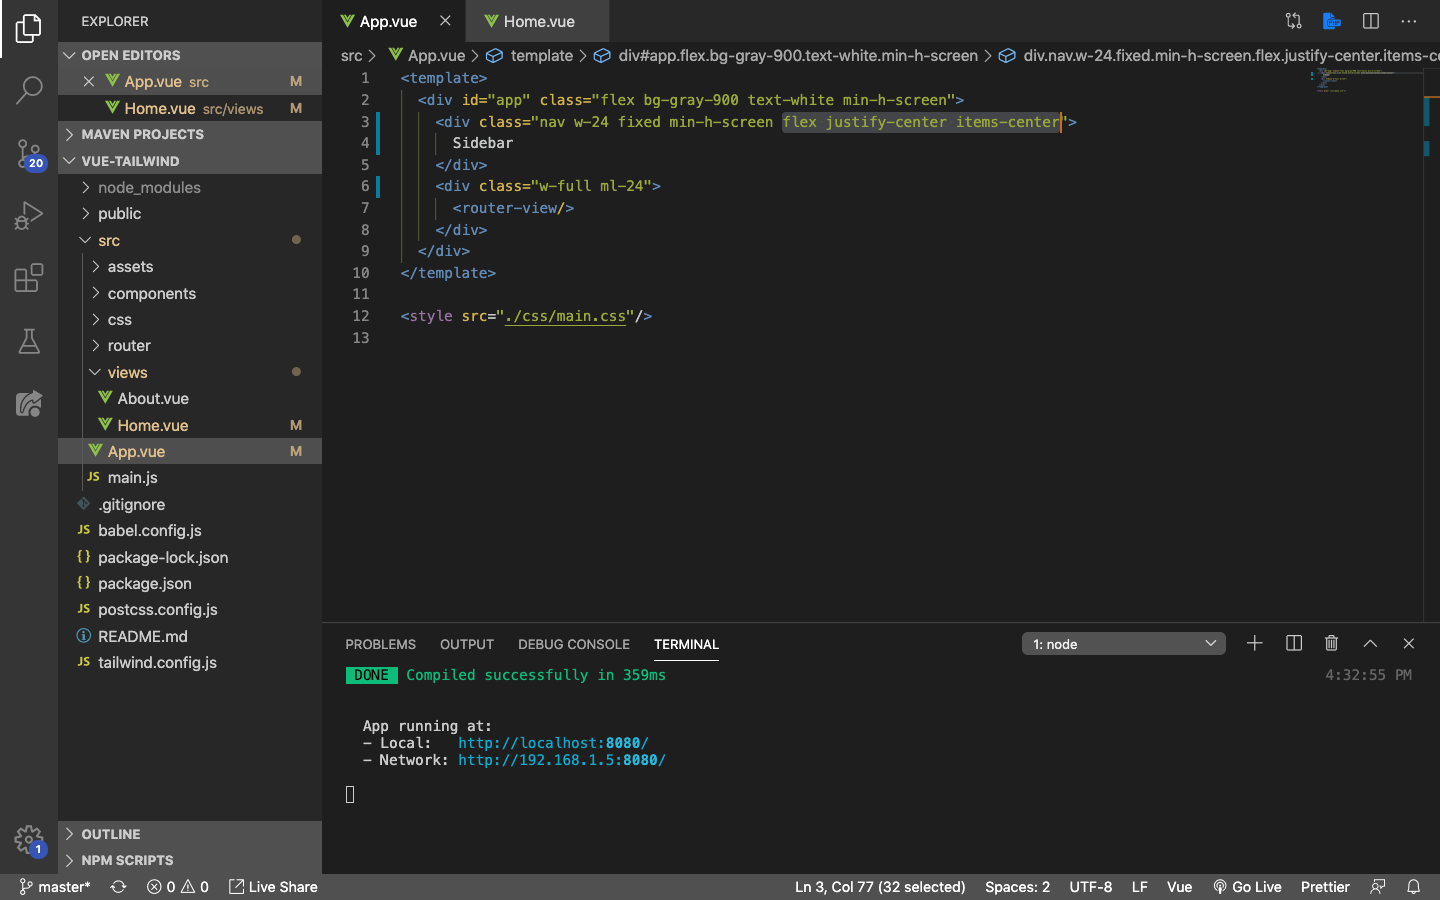 EXPLORER
OPEN EDITORS
App.vue src M
Home.vue src/views M
MAVEN PROJECTS
VUE-TAILWIND
node_modules
public
src
assets
components
css
router
views
About.vue
Home.vue M
App.vue M
JS main.js
.gitignore
JS babel.config.js
{} package-lock.json
{} package.json
JS postcss.config.js
README.md
JS tailwind.config.js
OUTLINE
NPM SCRIPTS
20
1
App.vue
Home.vue
src > App.vue > template > div#app.flex.bg-gray-900.text-white.min-h-screen > div.nav.w-24.fixed.min-h-screen.flex.justify-center.items-c
1 <template>
2 <div id="app" class="flex bg-gray-900 text-white min-h-screen">
3 <div class="nav w-24 fixed min-h-screen flex justify-center items-center">
4 Sidebar
5 </div>
6 <div class="w-full ml-24">
7 <router-view/>
8 </div>
9 </div>
10 </template>
11
12 <style src="./css/main.css"/>
13
PROBLEMS OUTPUT DEBUG CONSOLE TERMINAL 1: node
DONE Compiled successfully in 359ms 4:32:55 PM
App running at:
- Local: http://localhost:8080/
- Network: http://192.168.1.5:8080/
master* 0 0 Live Share Ln 3, Col 77 (32 selected) Spaces: 2 UTF-8 LF Vue Go Live Prettier